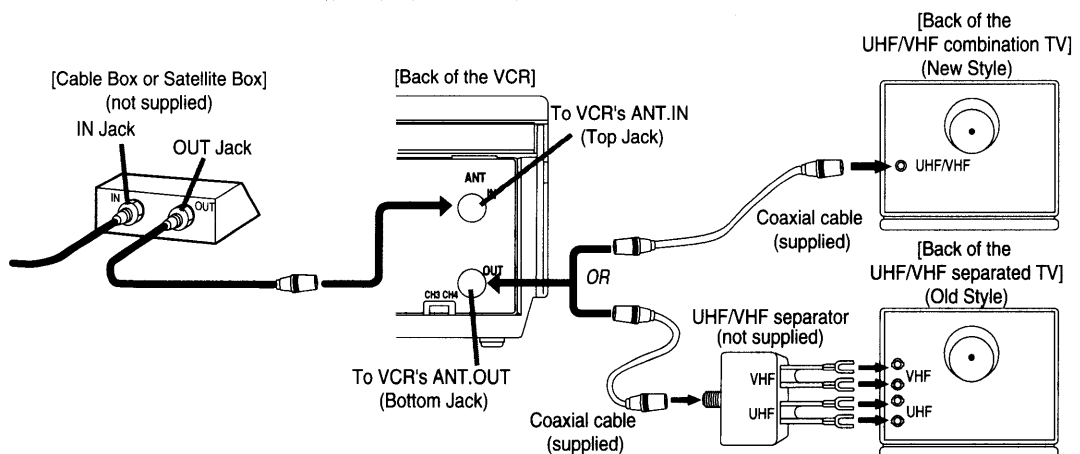 [Cable Box or Satellite Box]
(not supplied)
IN Jack
OUT Jack
IN
OUT
[Back of the VCR]
To VCR's ANT.IN
(Top Jack)
ANT
IN
OUT
CH3 CH4
To VCR's ANT.OUT
(Bottom Jack)
OR
Coaxial cable
(supplied)
[Back of the
UHF/VHF combination TV]
(New Style)
UHF/VHF
Coaxial cable
(supplied)
UHF/VHF separator
(not supplied)
VHF
UHF
[Back of the
UHF/VHF separated TV]
(Old Style)
VHF
UHF